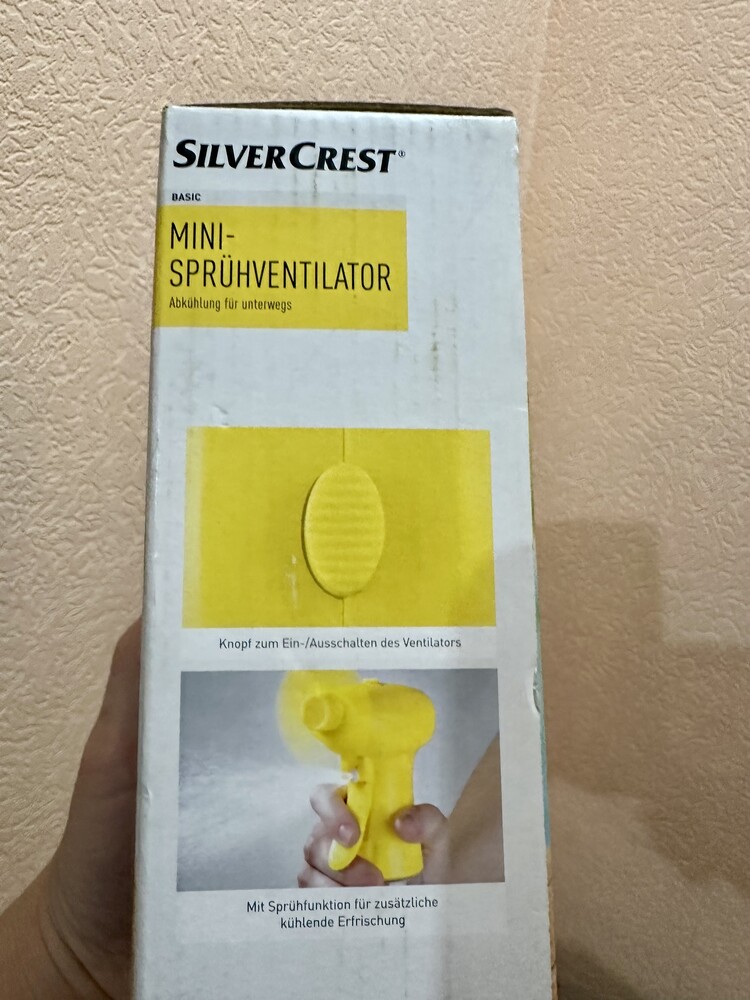 SILVERCREST®
BASIC
MINI-
SPRÜHVENTILATOR
Abkühlung für unterwegs
Knopf zum Ein-/Ausschalten des Ventilators
Mit Sprühfunktion für zusätzliche
kühlende Erfrischung